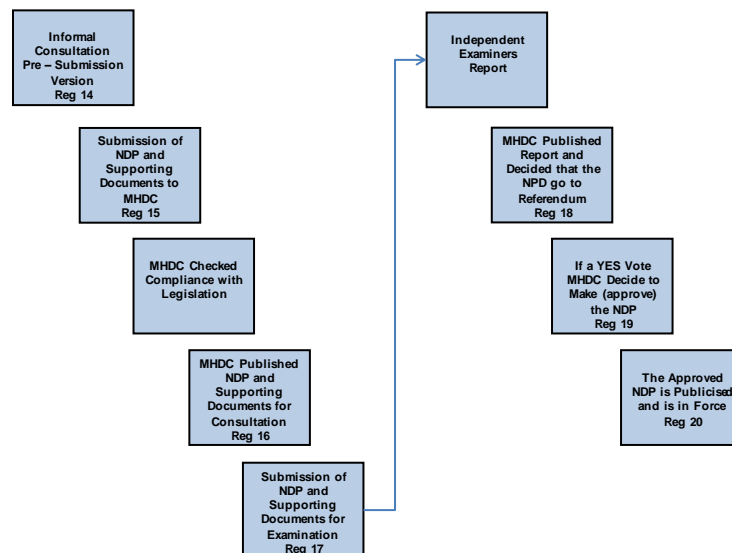 Informal
Consultation
Pre – Submission
Version
Reg 14
Submission of
NDP and
Supporting
Documents to
MHDC
Reg 15
MHDC Checked
Compliance with
Legislation
MHDC Published
NDP and
Supporting
Documents for
Consultation
Reg 16
Submission of
NDP and
Supporting
Documents for
Examination
Reg 17
Independent
Examiners
Report
MHDC Published
Report and
Decided that the
NPD go to
Referendum
Reg 18
If a YES Vote
MHDC Decide to
Make (approve)
the NDP
Reg 19
The Approved
NDP is Publicised
and is in Force
Reg 20